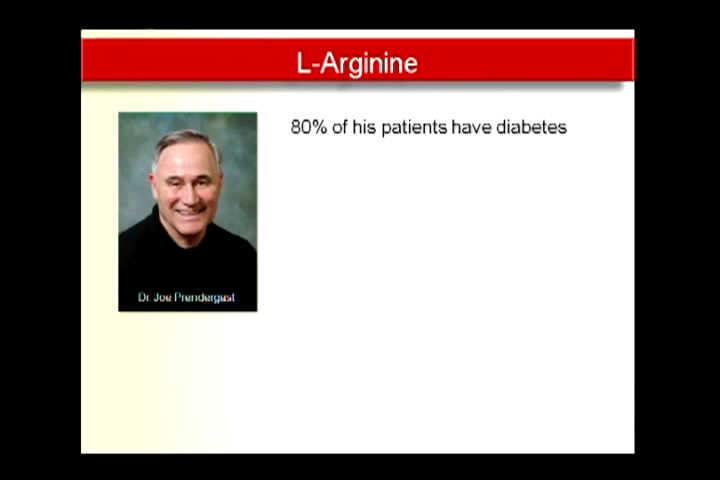 L-Arginine
80% of his patients have diabetes
Dr. Joe Prendergast